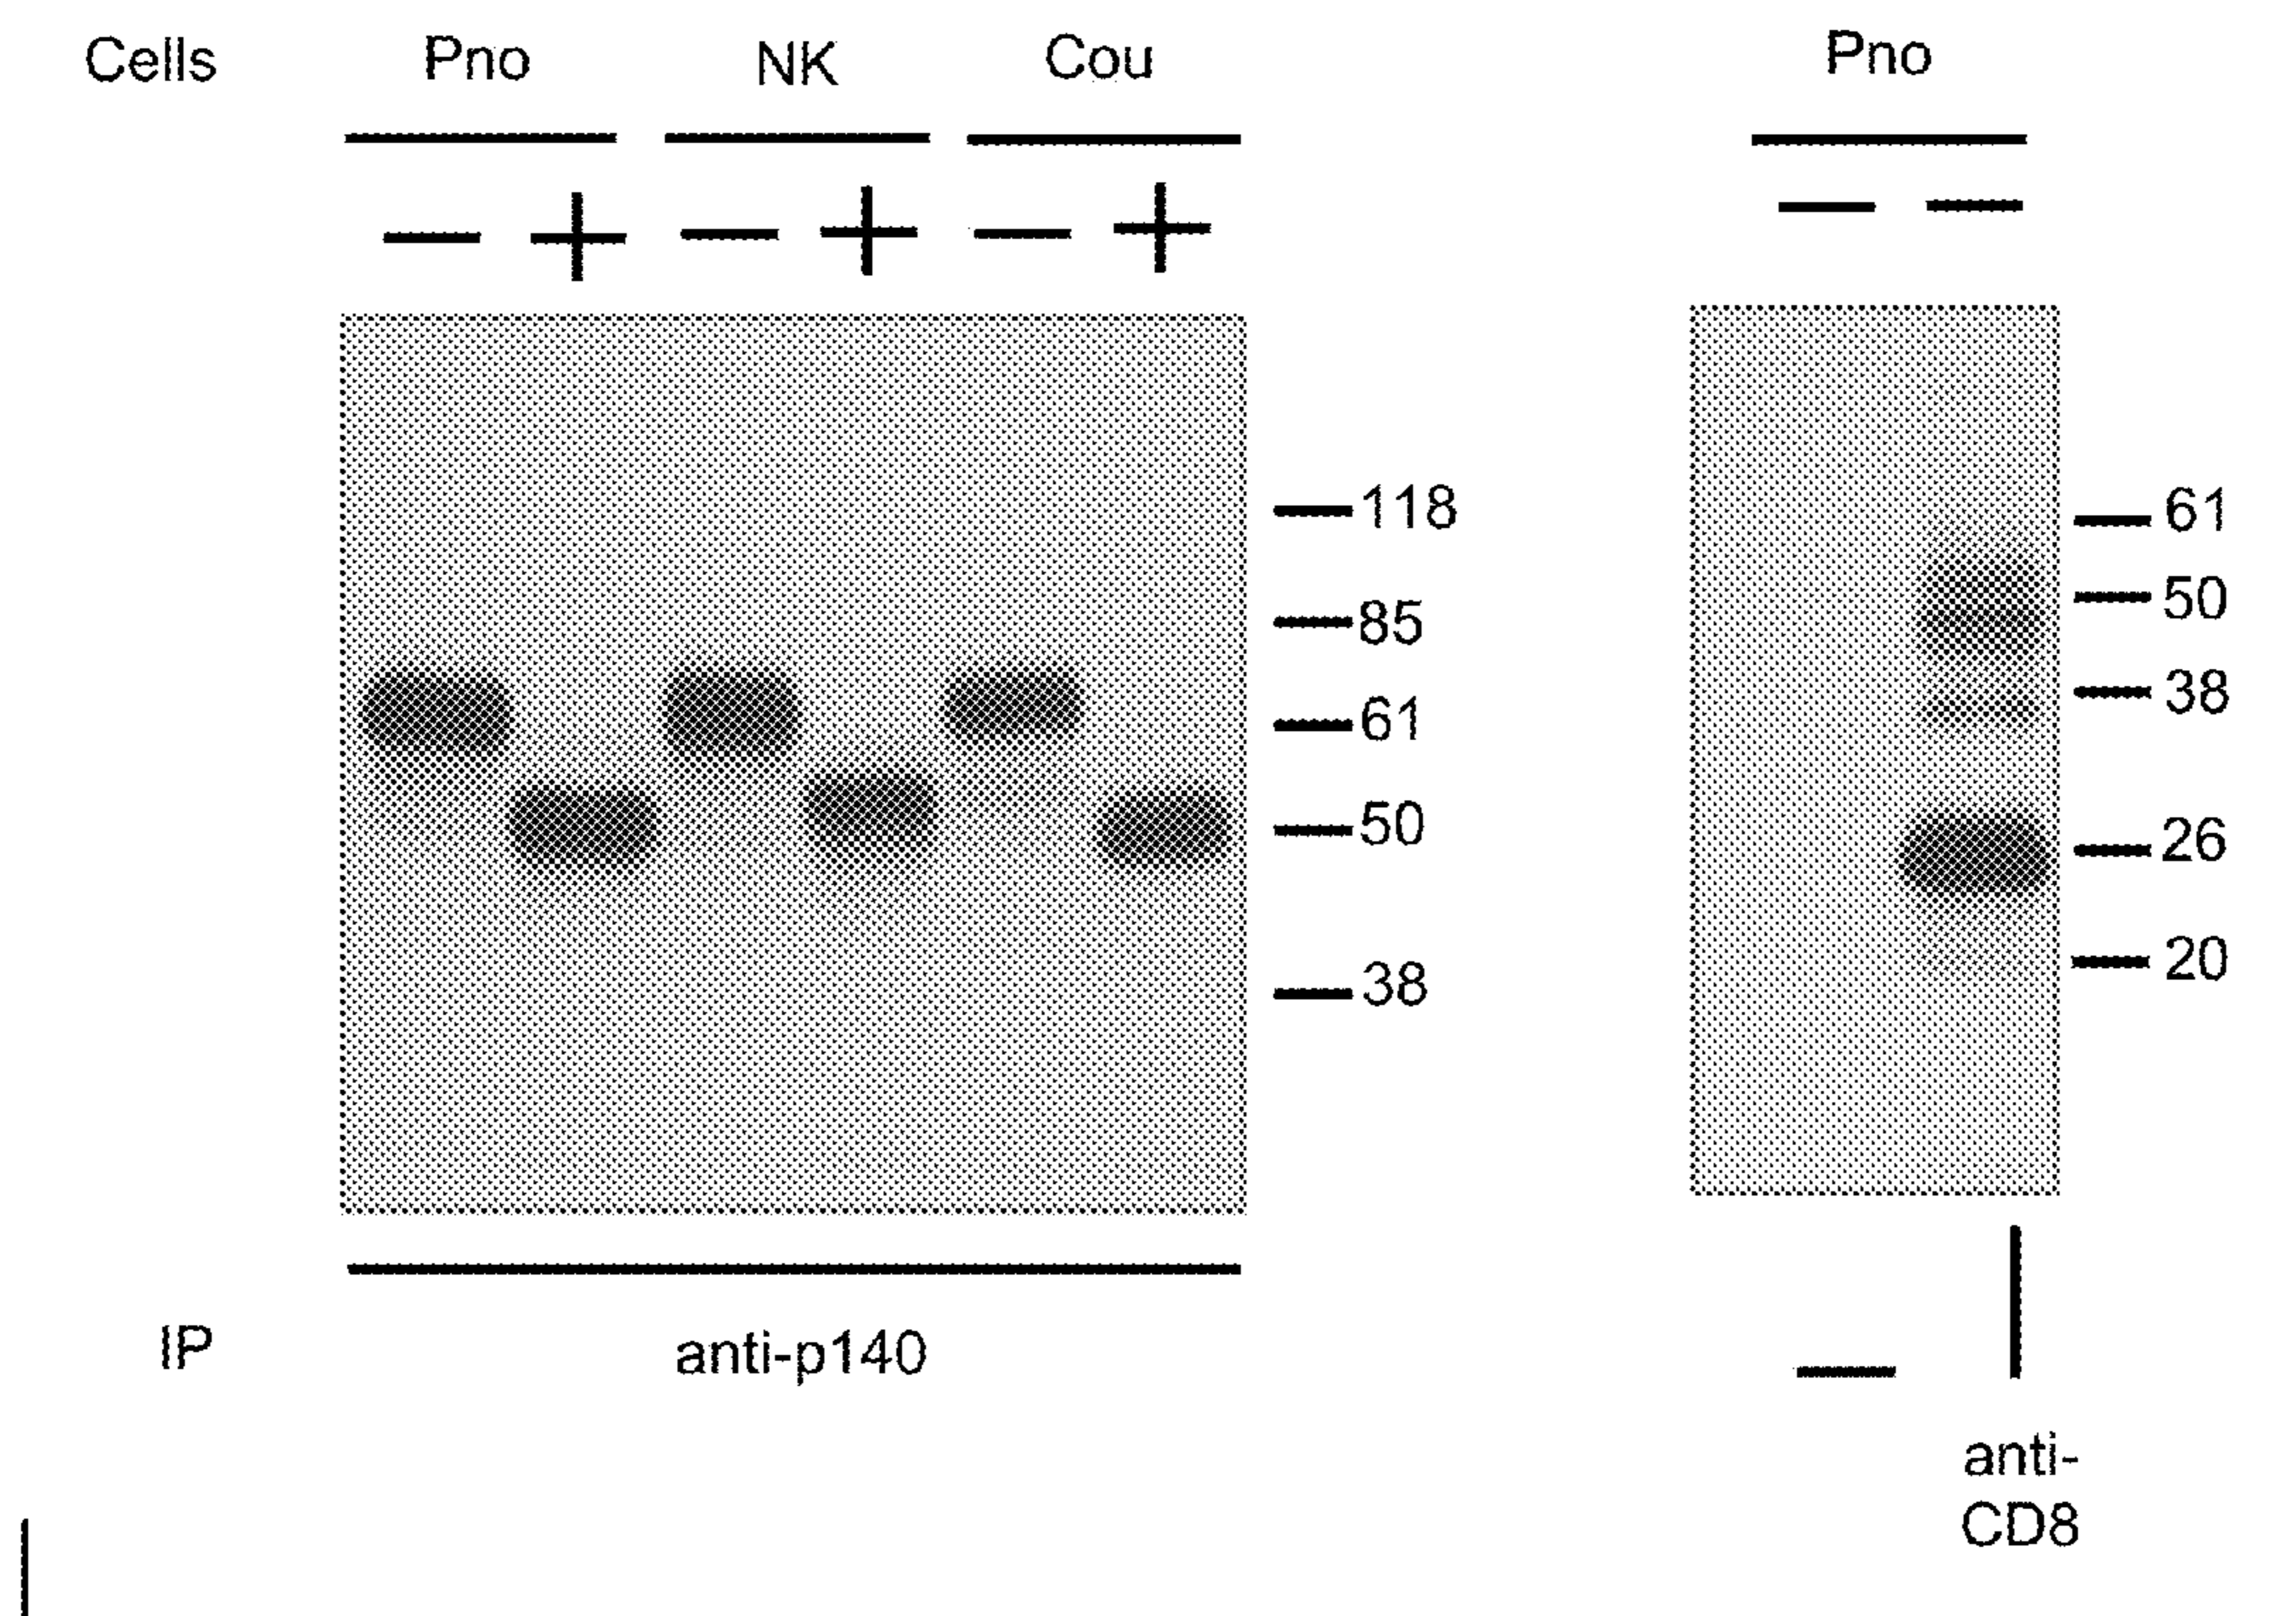 Cells Pno NK Cou Pno
— + — + — + — —
118
85
61
50
38
61
50
38
26
20
IP anti-p140 —
anti-
CD8